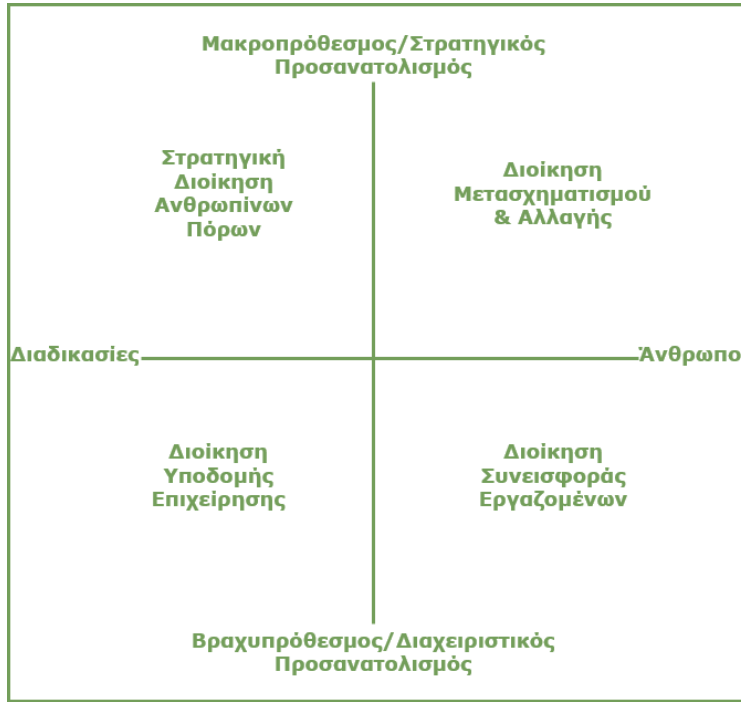 Μακροπρόθεσμος/Στρατηγικός
Προσανατολισμός
Στρατηγική
Διοίκηση
Ανθρωπίνων
Πόρων
Διοίκηση
Μετασχηματισμού
& Αλλαγής
Διαδικασίες
Άνθρωπο
Διοίκηση
Υποδομής
Επιχείρησης
Διοίκηση
Συνεισφοράς
Εργαζομένων
Βραχυπρόθεσμος/Διαχειριστικός
Προσανατολισμός